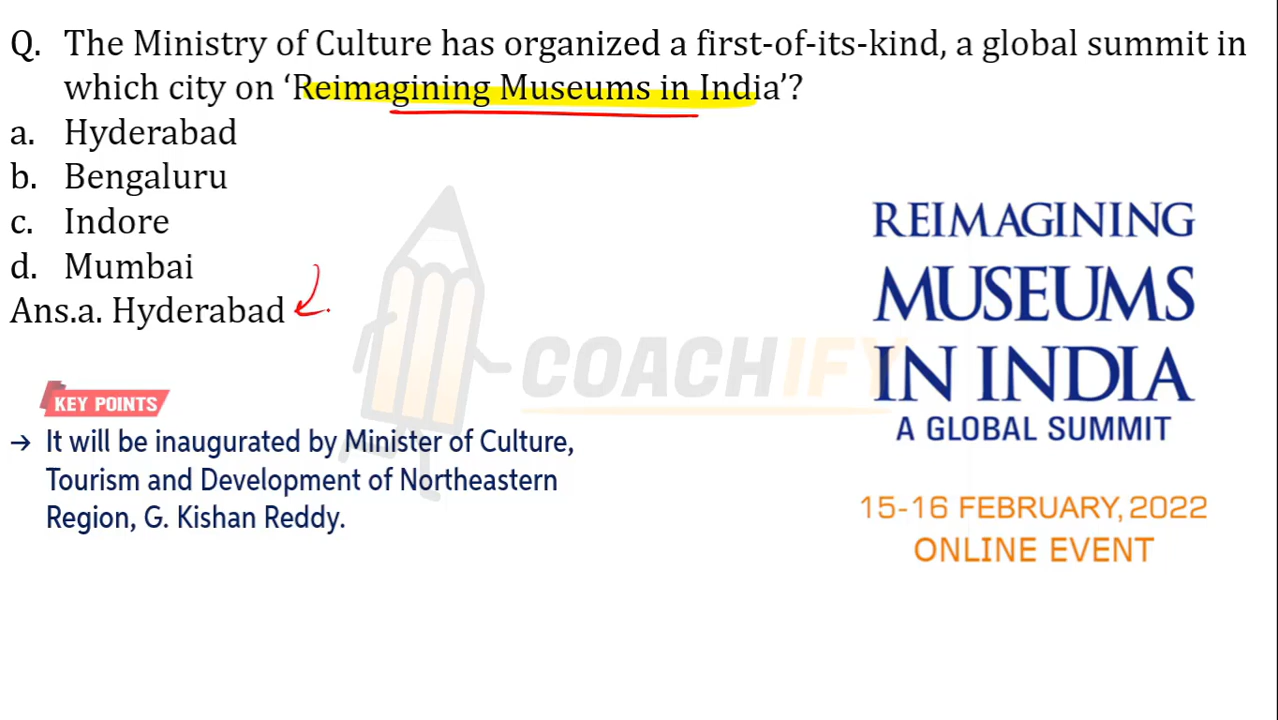 Q. The Ministry of Culture has organized a first-of-its-kind, a global summit in
which city on ‘Reimagining Museums in India’?
a. Hyderabad
b. Bengaluru
c. Indore
d. Mumbai
Ans.a. Hyderabad
KEY POINTS
→ It will be inaugurated by Minister of Culture,
Tourism and Development of Northeastern
Region, G. Kishan Reddy.
COACHIFY
REIMAGINING
MUSEUMS
IN INDIA
A GLOBAL SUMMIT
15-16 FEBRUARY, 2022
ONLINE EVENT